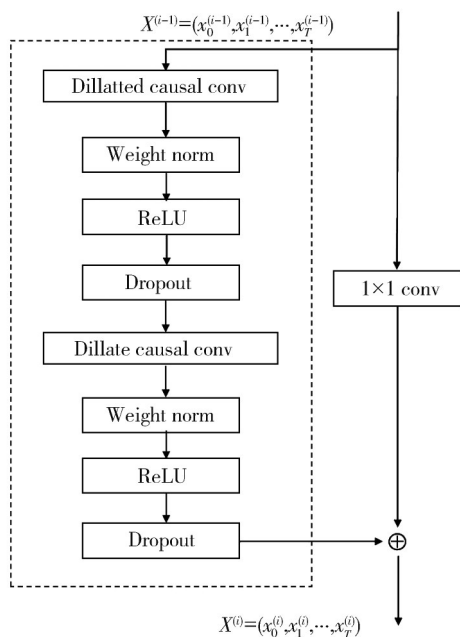 X^{(i-1)}=(x_0^{(i-1)},x_1^{(i-1)},⋯,x_T^{(i-1)})
Dillatted causal conv
Weight norm
ReLU
Dropout
1×1 conv
Dillate causal conv
Weight norm
ReLU
Dropout
⊕
X^{(i)}=(x_0^{(i)},x_1^{(i)},⋯,x_T^{(i)})